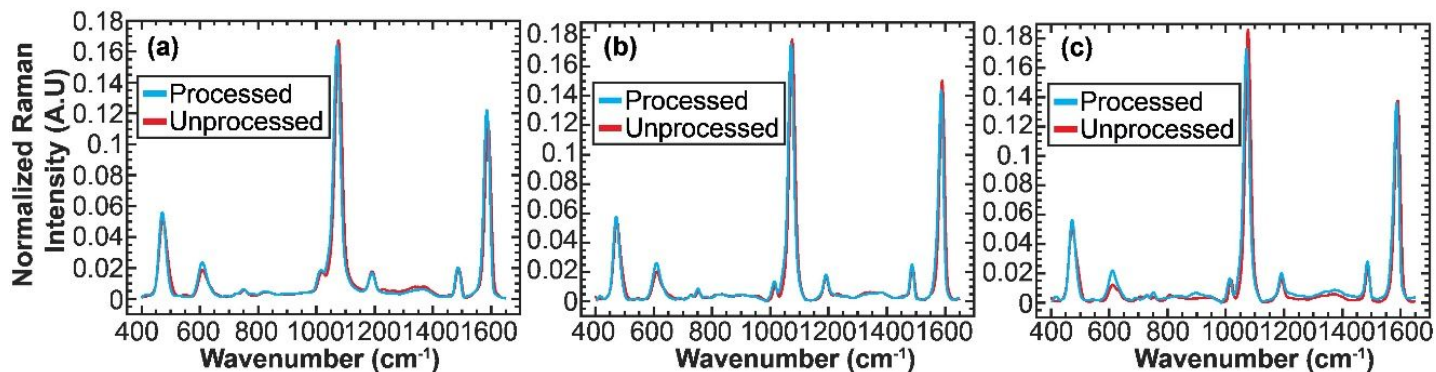 (a)
Processed
Unprocessed
Normalized Raman
Intensity (A.U)
0.18
0.16
0.14
0.12
0.1
0.18
0.06
0.04
0.02
0
400 600 800 1000 1200 1400 1600
Wavenumber (cm-1)
(b)
Processed
Unprocessed
0.18
0.16
0.14
0.12
0.1
0.08
0.06
0.04
0.02
0
400 600 800 1000 1200 1400 1600
Wavenumber (cm-1)
(c)
Processed
Unprocessed
0.18
0.16
0.14
0.12
0.1
0.08
0.06
0.04
0.02
0
400 600 800 1000 1200 1400 1600
Wavenumber (cm-1)